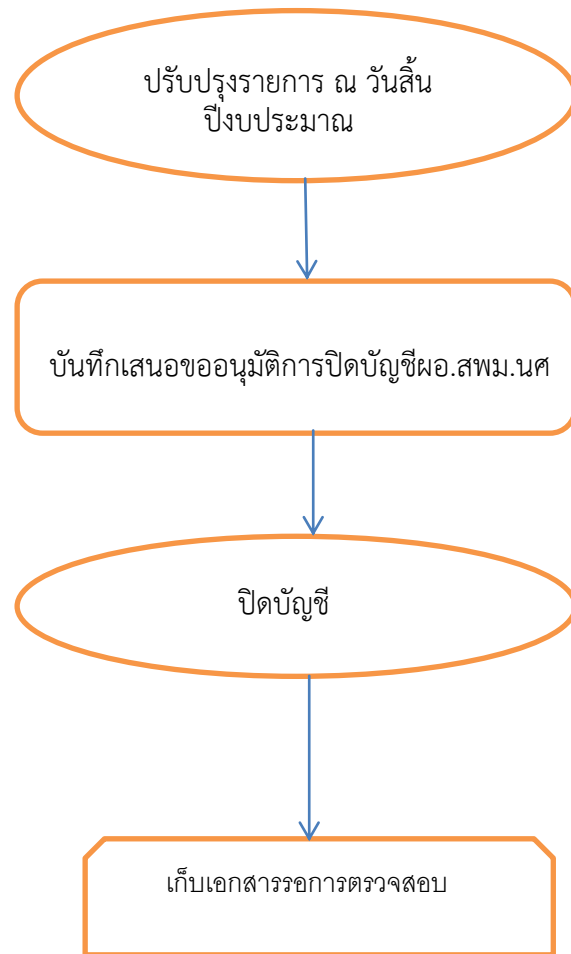 ปรับปรุงรายการ ณ วันสิ้น
ปีงบประมาณ
บันทึกเสนอขออนุมัติการปิดบัญชีผอ.สพม.นศ
ปิดบัญชี
เก็บเอกสารรอการตรวจสอบ